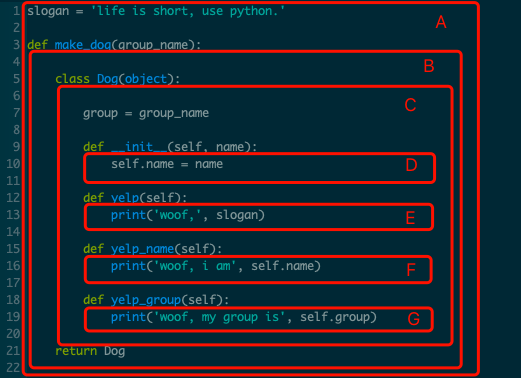 1 slogan = 'life is short, use python.'
A
2
3 def make_dog(group_name):
4
B
5 class Dog(object):
6
C
7 group = group_name
8
9 def __init__(self, name):
10 self.name = name
D
11
12 def yelp(self):
13 print('woof,', slogan)
E
14
15 def yelp_name(self):
16 print('woof, i am', self.name)
F
17
18 def yelp_group(self):
19 print('woof, my group is', self.group)
G
20
21 return Dog
22